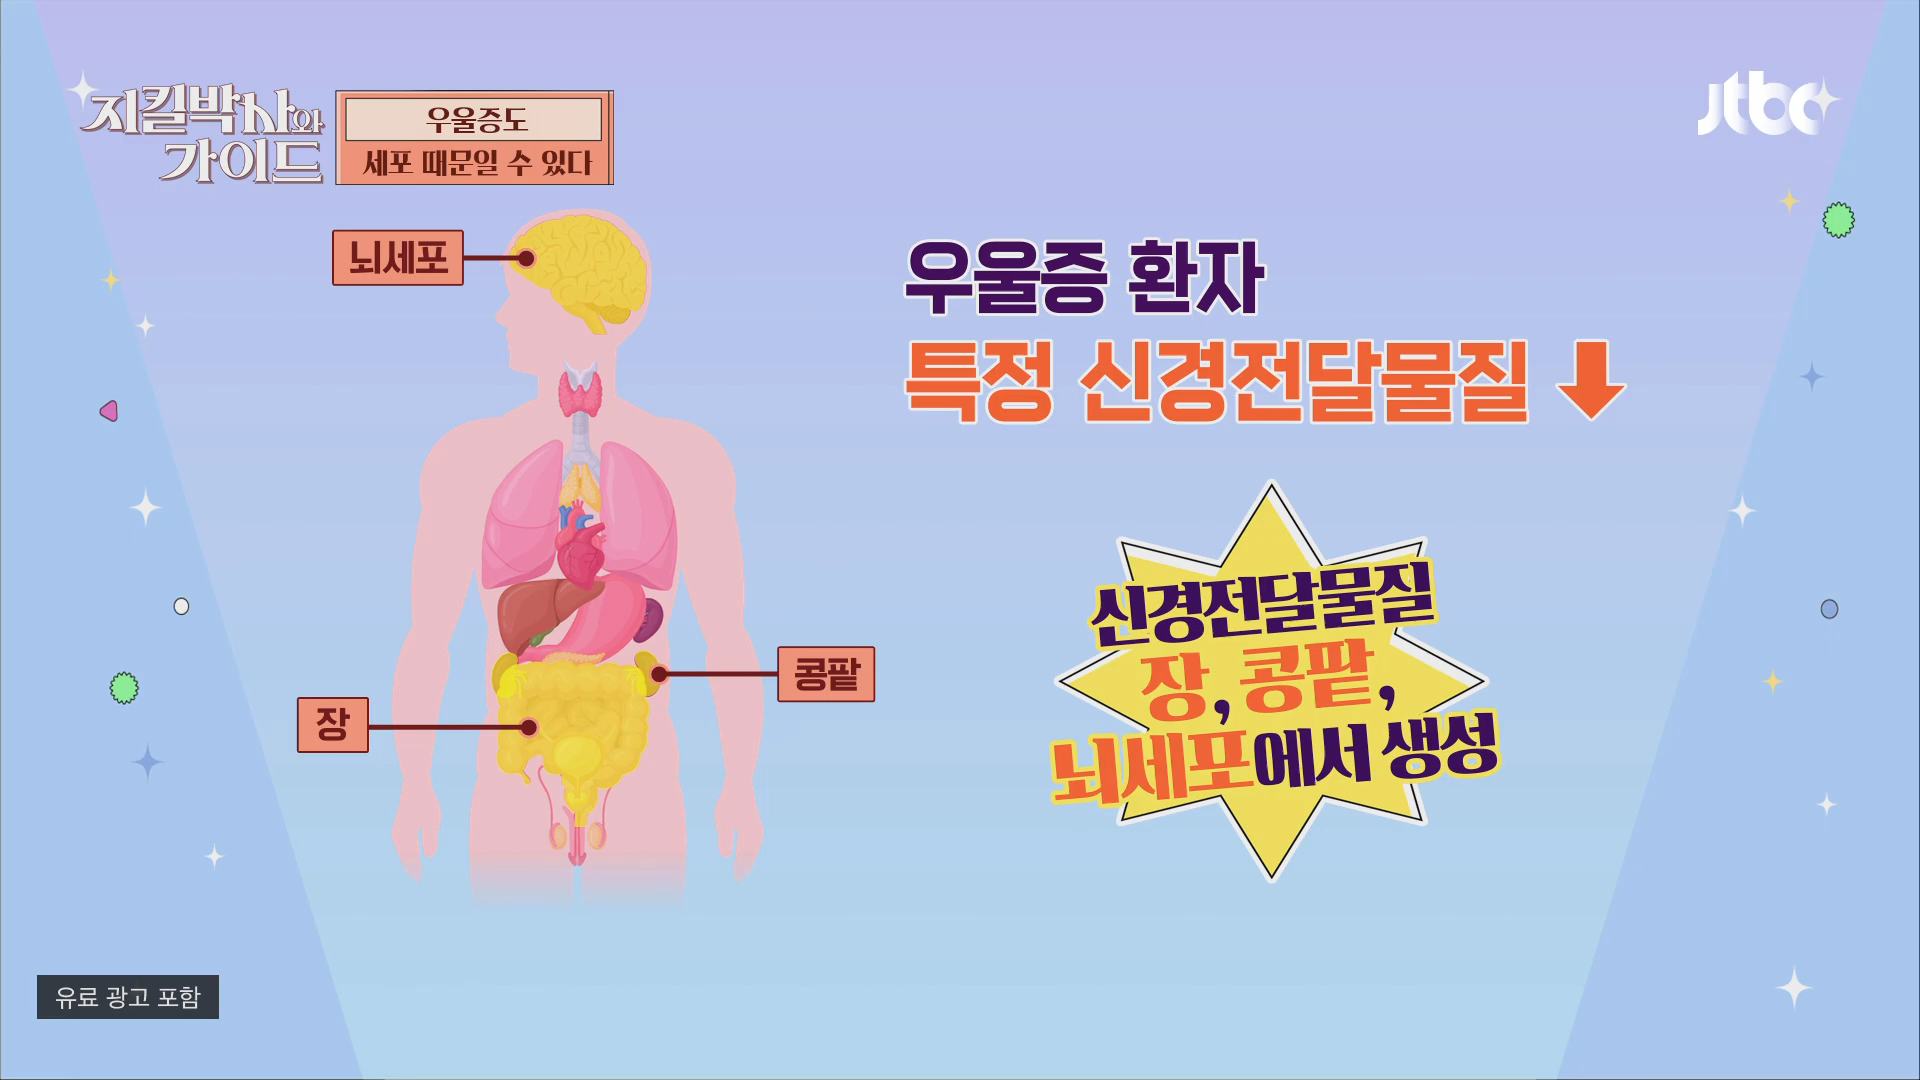 지킬박사와
가이드
우울증도
세포 때문일 수 있다
jtbc
뇌세포
우울증 환자
특정 신경전달물질
신경전달물질
장, 콩팥,
뇌세포에서 생성
콩팥
장
유료 광고 포함